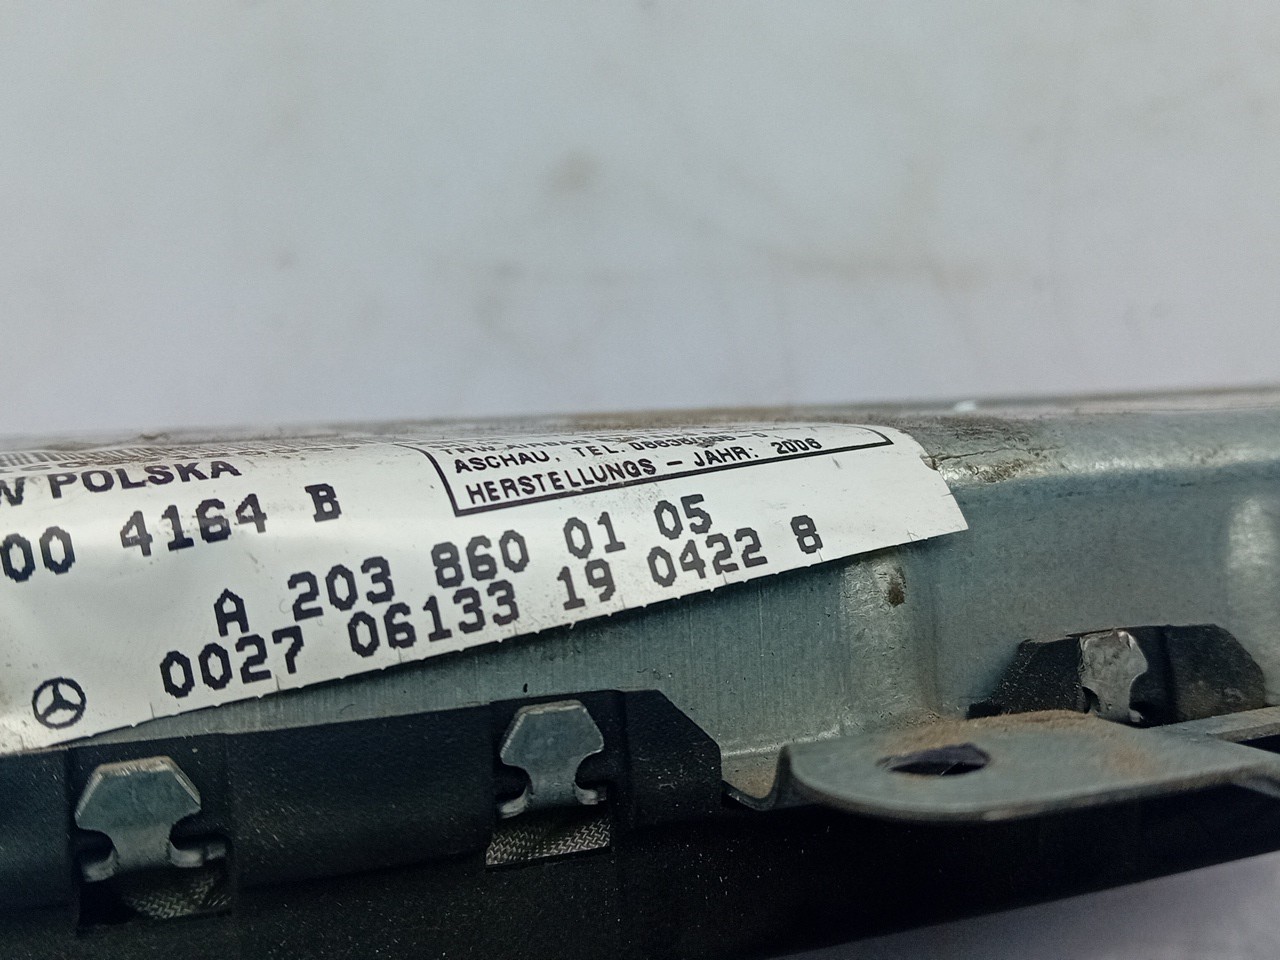 W POLSKA
ASCHAU, TEL.
HERSTELLUNGS - JAHR: 2006
00 4164 B
A 203 860 01 05
0027 06133 19 0422 8